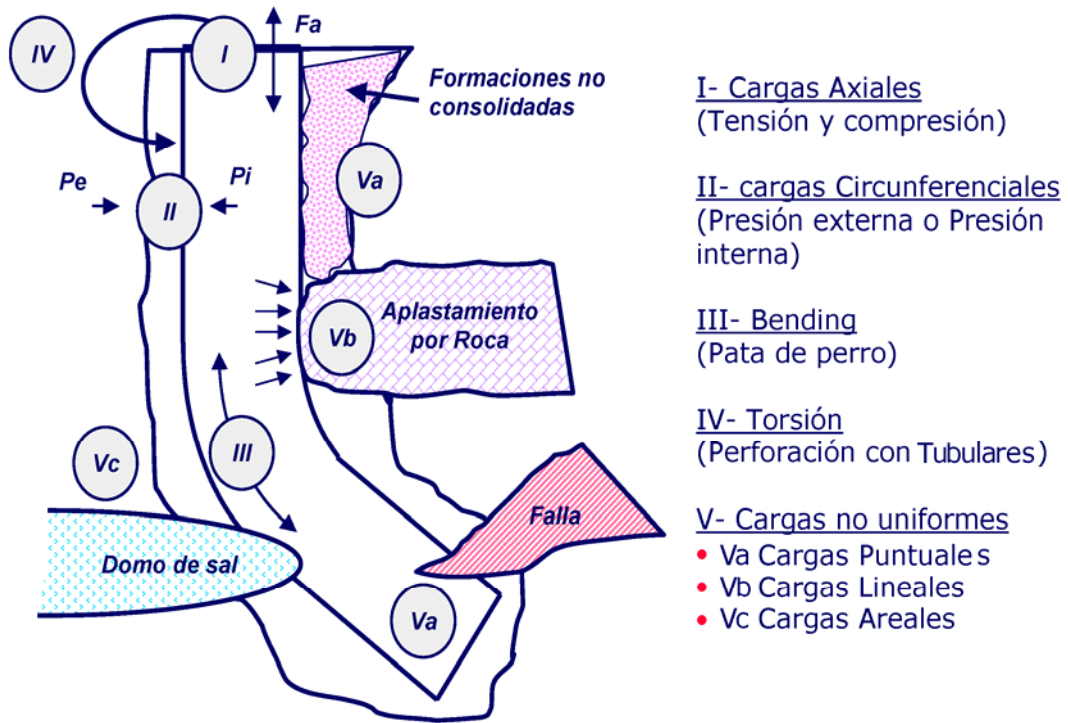 IV
I
Fa
Formaciones no
consolidadas
Pe
Pi
II
Va
Aplastamiento
por Roca
Vb
III
Vc
Falla
Domo de sal
Va
I- Cargas Axiales
(Tensión y compresión)
II- cargas Circunferenciales
(Presión externa o Presión
interna)
III- Bending
(Pata de perro)
IV- Torsión
(Perforación con Tubulares)
V- Cargas no uniformes
• Va Cargas Puntuales
• Vb Cargas Lineales
• Vc Cargas Areales